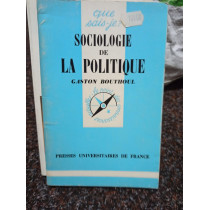 que
sais-je?
SOCIOLOGIE
DE
LA POLITIQUE
GASTON BOUTHOUL
PRESSES UNIVERSITAIRES DE FRANCE